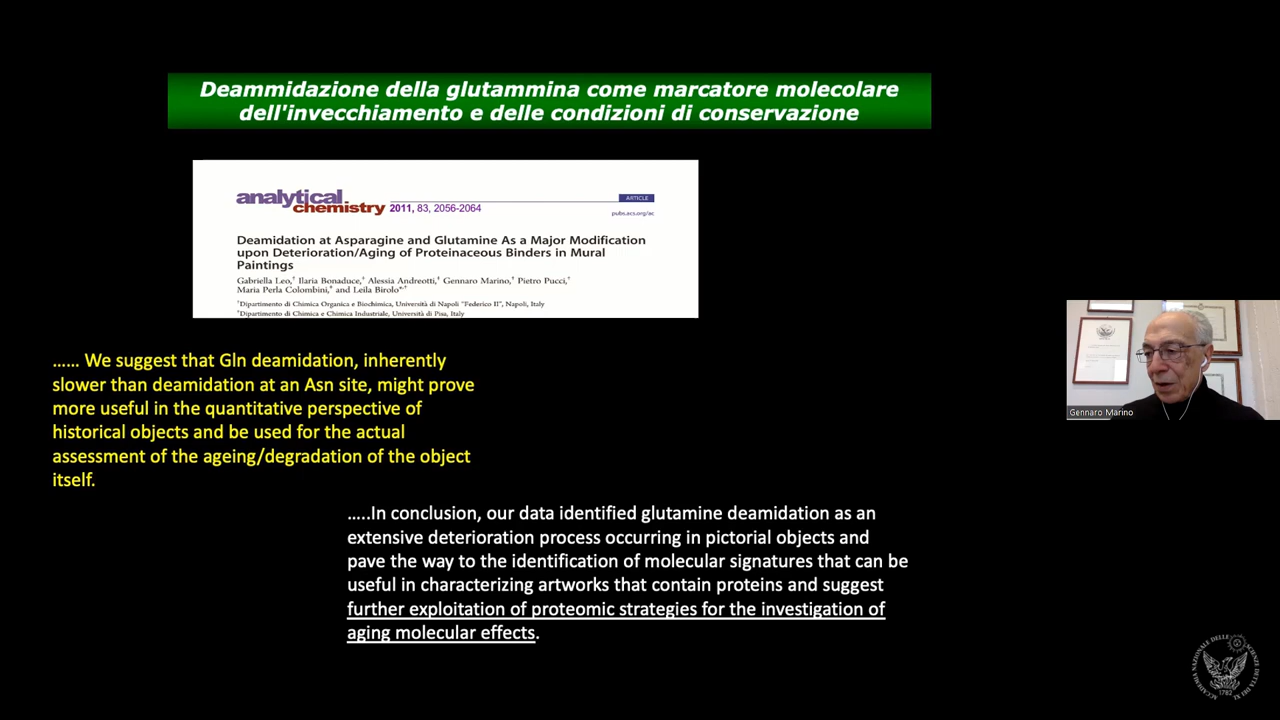 Deammidazione della glutammina come marcatore molecolare
dell'invecchiamento e delle condizioni di conservazione
analytical
chemistry 2011, 83, 2056-2064
ARTICLE
pubs.acs.org/ac
Deamidation at Asparagine and Glutamine As a Major Modification
upon Deterioration/Aging of Proteinaceous Binders in Mural
Paintings
Gabriella Leo,† Ilaria Bonaduce,‡ Alessia Andreotti,‡ Gennaro Marino,† Pietro Pucci,†
Maria Perla Colombini,‡ and Leila Birolo*,†
†Dipartimento di Chimica Organica e Biochimica, Università di Napoli "Federico II", Napoli, Italy
‡Dipartimento di Chimica e Chimica Industriale, Università di Pisa, Italy
...... We suggest that Gln deamidation, inherently
slower than deamidation at an Asn site, might prove
more useful in the quantitative perspective of
historical objects and be used for the actual
assessment of the ageing/degradation of the object
itself.
Gennaro Marino
.....In conclusion, our data identified glutamine deamidation as an
extensive deterioration process occurring in pictorial objects and
pave the way to the identification of molecular signatures that can be
useful in characterizing artworks that contain proteins and suggest
further exploitation of proteomic strategies for the investigation of
aging molecular effects.
ACCADEMIA NAZIONALE DELLE SCIENZE DETTA DEI XL
1782